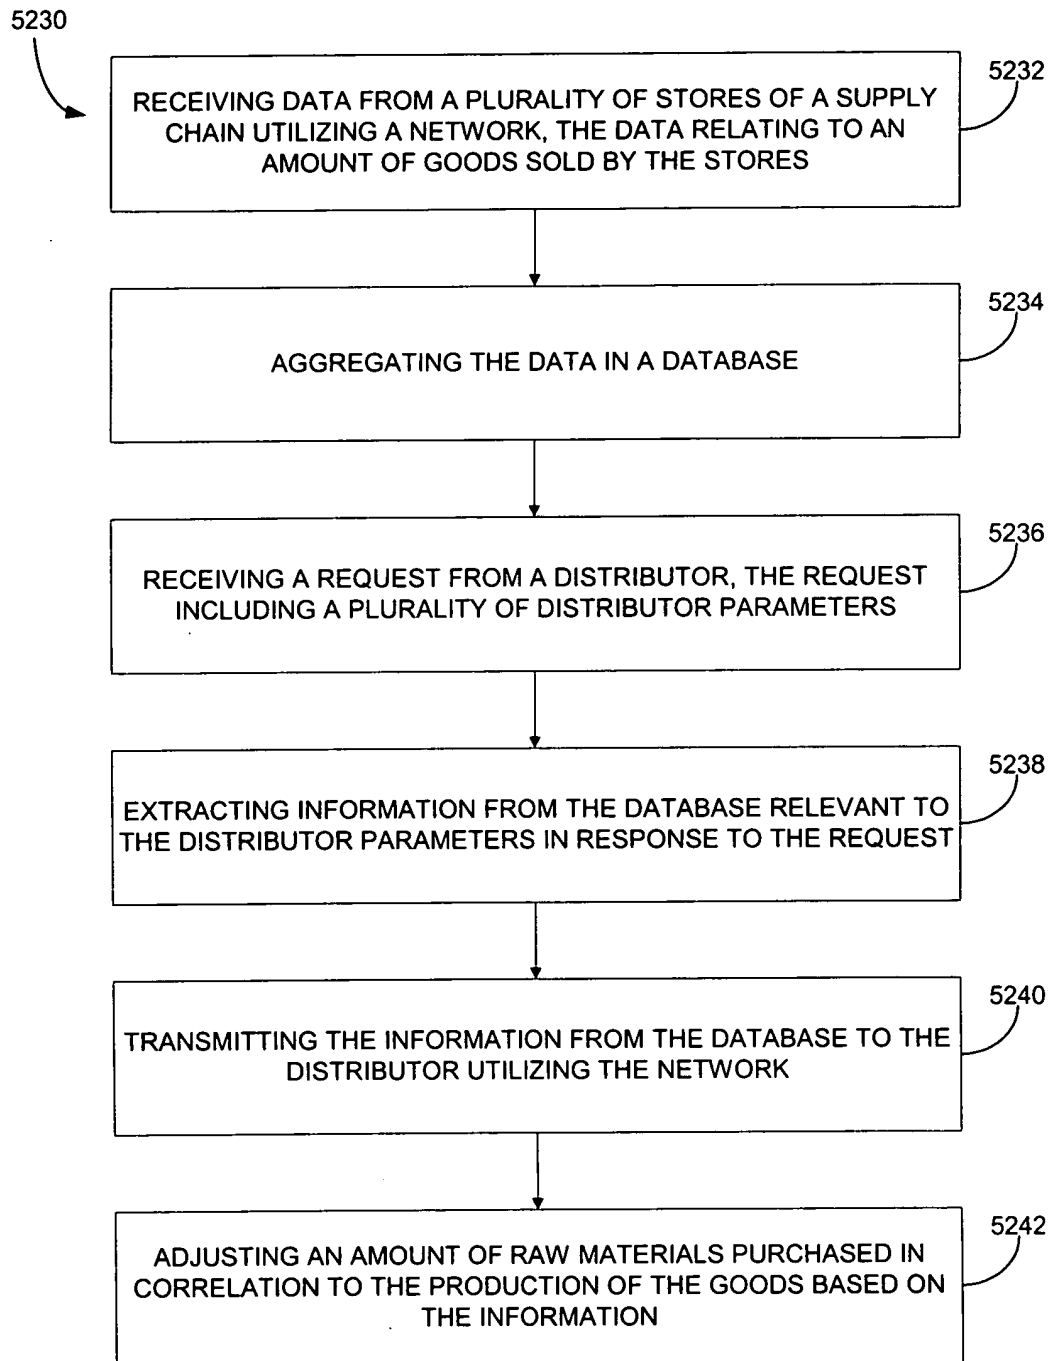 5230
5232
RECEIVING DATA FROM A PLURALITY OF STORES OF A SUPPLY
CHAIN UTILIZING A NETWORK, THE DATA RELATING TO AN
AMOUNT OF GOODS SOLD BY THE STORES
5234
AGGREGATING THE DATA IN A DATABASE
5236
RECEIVING A REQUEST FROM A DISTRIBUTOR, THE REQUEST
INCLUDING A PLURALITY OF DISTRIBUTOR PARAMETERS
5238
EXTRACTING INFORMATION FROM THE DATABASE RELEVANT TO
THE DISTRIBUTOR PARAMETERS IN RESPONSE TO THE REQUEST
5240
TRANSMITTING THE INFORMATION FROM THE DATABASE TO THE
DISTRIBUTOR UTILIZING THE NETWORK
5242
ADJUSTING AN AMOUNT OF RAW MATERIALS PURCHASED IN
CORRELATION TO THE PRODUCTION OF THE GOODS BASED ON
THE INFORMATION